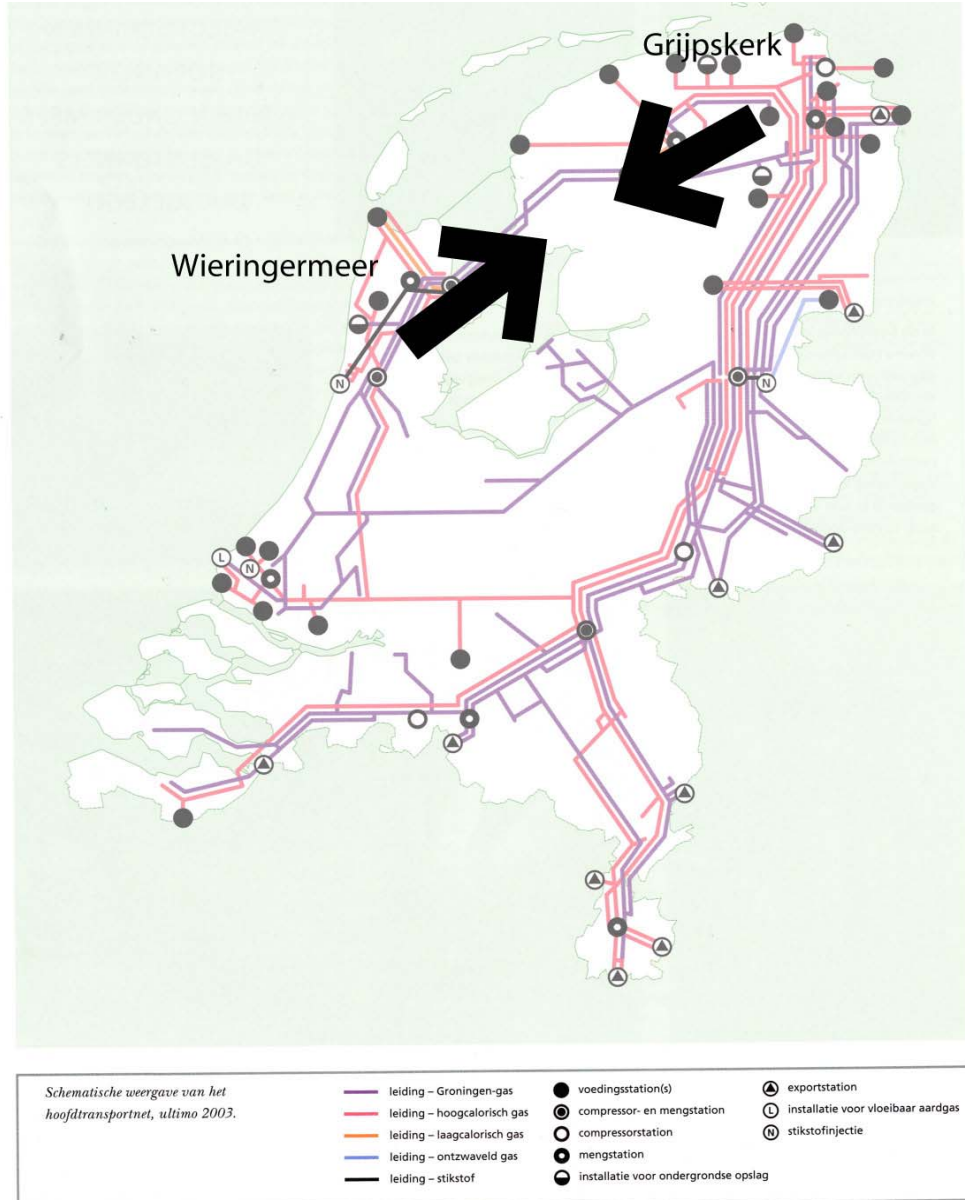 Grijpskerk
Wieringermeer
N
N
L
N
Schematische weergave van het
hoofdtransportnet, ultimo 2003.
leiding – Groningen-gas
leiding – hoogcalorisch gas
leiding – laagcalorisch gas
leiding – ontzwaveld gas
leiding – stikstof
voedingsstation(s)
compressor- en mengstation
compressorstation
mengstation
installatie voor ondergrondse opslag
exportstation
L installatie voor vloeibaar aardgas
N stikstofinjectie